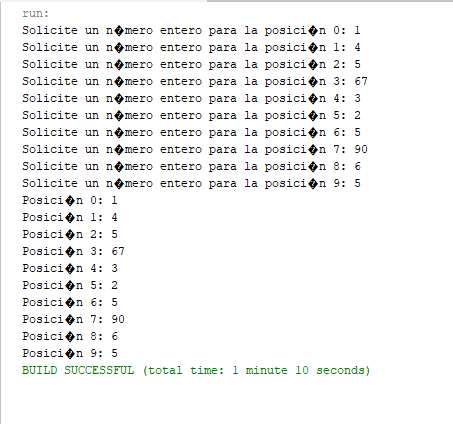 run:
Solicite un n�mero entero para la posici�n 0: 1
Solicite un n�mero entero para la posici�n 1: 4
Solicite un n�mero entero para la posici�n 2: 5
Solicite un n�mero entero para la posici�n 3: 67
Solicite un n�mero entero para la posici�n 4: 3
Solicite un n�mero entero para la posici�n 5: 2
Solicite un n�mero entero para la posici�n 6: 5
Solicite un n�mero entero para la posici�n 7: 90
Solicite un n�mero entero para la posici�n 8: 6
Solicite un n�mero entero para la posici�n 9: 5
Posici�n 0: 1
Posici�n 1: 4
Posici�n 2: 5
Posici�n 3: 67
Posici�n 4: 3
Posici�n 5: 2
Posici�n 6: 5
Posici�n 7: 90
Posici�n 8: 6
Posici�n 9: 5
BUILD SUCCESSFUL (total time: 1 minute 10 seconds)